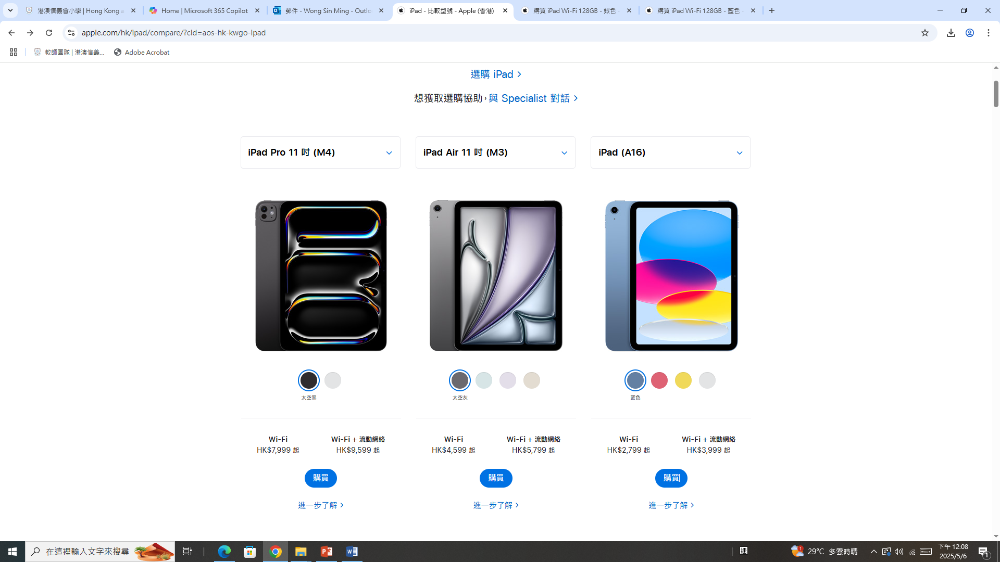 港澳信義會小學 | Hong Kong a
Home | Microsoft 365 Copilot
郵件 - Wong Sin Ming - Outlo
iPad - 比較型號 - Apple (香港)
購買 iPad Wi-Fi 128GB - 銀色 -
購買 iPad Wi-Fi 128GB - 藍色 -
apple.com/hk/ipad/compare/?cid=aos-hk-kwgo-ipad
教師團隊 | 港澳信義...
Adobe Acrobat
選購 iPad
想獲取選購協助，與 Specialist 對話
iPad Pro 11 吋 (M4)
iPad Air 11 吋 (M3)
iPad (A16)
太空黑
太空灰
藍色
Wi-Fi
Wi-Fi + 流動網絡
Wi-Fi
Wi-Fi + 流動網絡
Wi-Fi
Wi-Fi + 流動網絡
HK$7,999 起
HK$9,599 起
HK$4,599 起
HK$5,799 起
HK$2,799 起
HK$3,999 起
購買
購買
購買
進一步了解
進一步了解
進一步了解
在這裡輸入文字來搜尋
1
29°C 多雲時晴
下午 12:08
2025/5/6
1